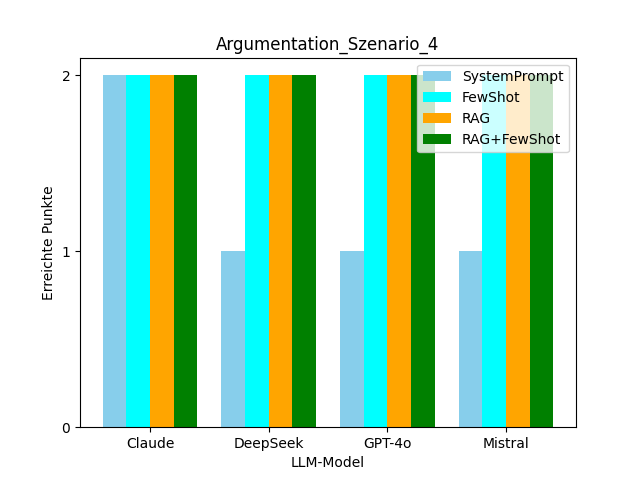 Argumentation_Szenario_4
Erreichte Punkte
2
1
0
SystemPrompt
FewShot
RAG
RAG+FewShot
Claude
DeepSeek
GPT-4o
Mistral
LLM-Model